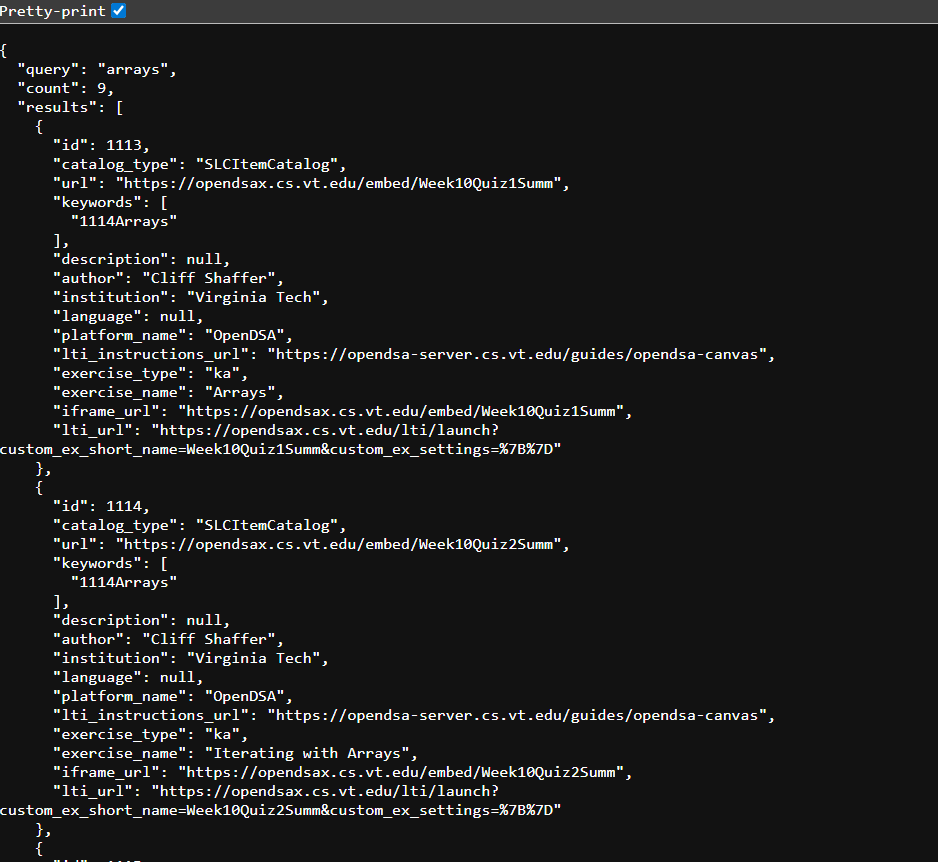 Pretty-print
{
  "query": "arrays",
  "count": 9,
  "results": [
    {
      "id": 1113,
      "catalog_type": "SLCItemCatalog",
      "url": "https://opendsax.cs.vt.edu/embed/Week10Quiz1Summ",
      "keywords": [
        "1114Arrays"
      ],
      "description": null,
      "author": "Cliff Shaffer",
      "institution": "Virginia Tech",
      "language": null,
      "platform_name": "OpenDSA",
      "lti_instructions_url": "https://opendsa-server.cs.vt.edu/guides/opendsa-canvas",
      "exercise_type": "ka",
      "exercise_name": "Arrays",
      "iframe_url": "https://opendsax.cs.vt.edu/embed/Week10Quiz1Summ",
      "lti_url": "https://opendsax.cs.vt.edu/lti/launch?
custom_ex_short_name=Week10Quiz1Summ&custom_ex_settings=%7B%7D"
    },
    {
      "id": 1114,
      "catalog_type": "SLCItemCatalog",
      "url": "https://opendsax.cs.vt.edu/embed/Week10Quiz2Summ",
      "keywords": [
        "1114Arrays"
      ],
      "description": null,
      "author": "Cliff Shaffer",
      "institution": "Virginia Tech",
      "language": null,
      "platform_name": "OpenDSA",
      "lti_instructions_url": "https://opendsa-server.cs.vt.edu/guides/opendsa-canvas",
      "exercise_type": "ka",
      "exercise_name": "Iterating with Arrays",
      "iframe_url": "https://opendsax.cs.vt.edu/embed/Week10Quiz2Summ",
      "lti_url": "https://opendsax.cs.vt.edu/lti/launch?
custom_ex_short_name=Week10Quiz2Summ&custom_ex_settings=%7B%7D"
    },
    {